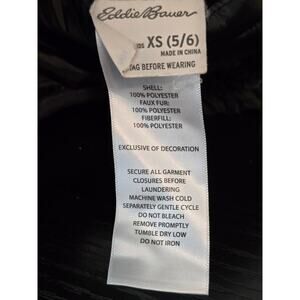 Eddie Bauer
XS (5/6)
MADE IN CHINA
TAG BEFORE WEARING
SHELL:
100% POLYESTER
FAUX FUR:
100% POLYESTER
FIBERFILL:
100% POLYESTER
EXCLUSIVE OF DECORATION
SECURE ALL GARMENT
CLOSURES BEFORE
LAUNDERING
MACHINE WASH COLD
SEPARATELY GENTLE CYCLE
DO NOT BLEACH
REMOVE PROMPTLY
TUMBLE DRY LOW
DO NOT IRON